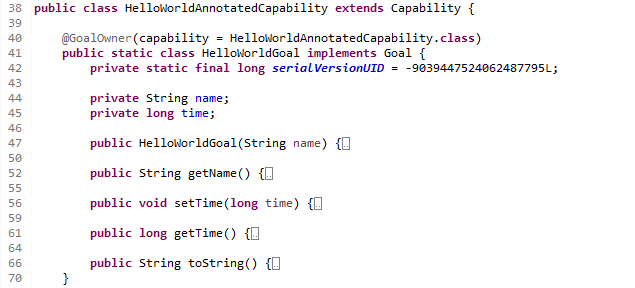 38 public class HelloWorldAnnotatedCapability extends Capability {
39
40     @GoalOwner(capability = HelloWorldAnnotatedCapability.class)
41     public static class HelloWorldGoal implements Goal {
42         private static final long serialVersionUID = -9039447524062487795L;
43
44         private String name;
45         private long time;
46
47         public HelloWorldGoal(String name) {..
50
52         public String getName() {..
55
56         public void setTime(long time) {..
59
61         public long getTime() {..
64
66         public String toString() {..
70     }